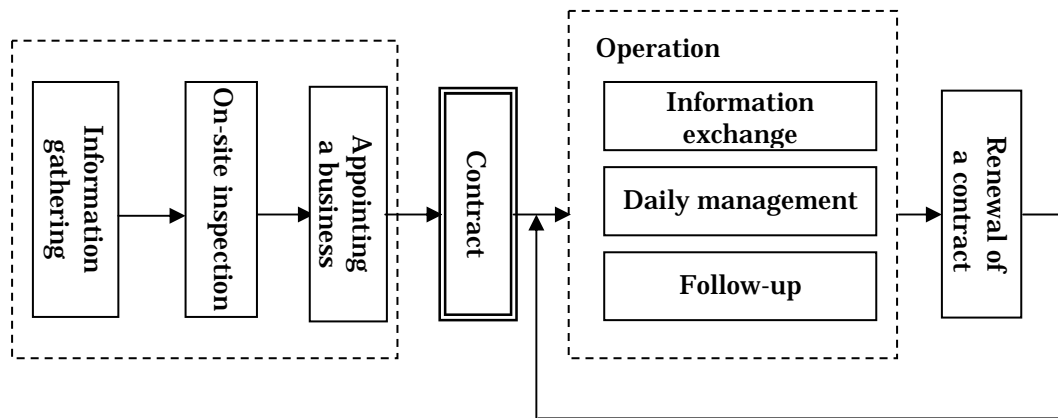 Information
gathering
On-site inspection
Appointing
a business
Contract
Operation
Information
exchange
Daily management
Follow-up
Renewal of
a contract